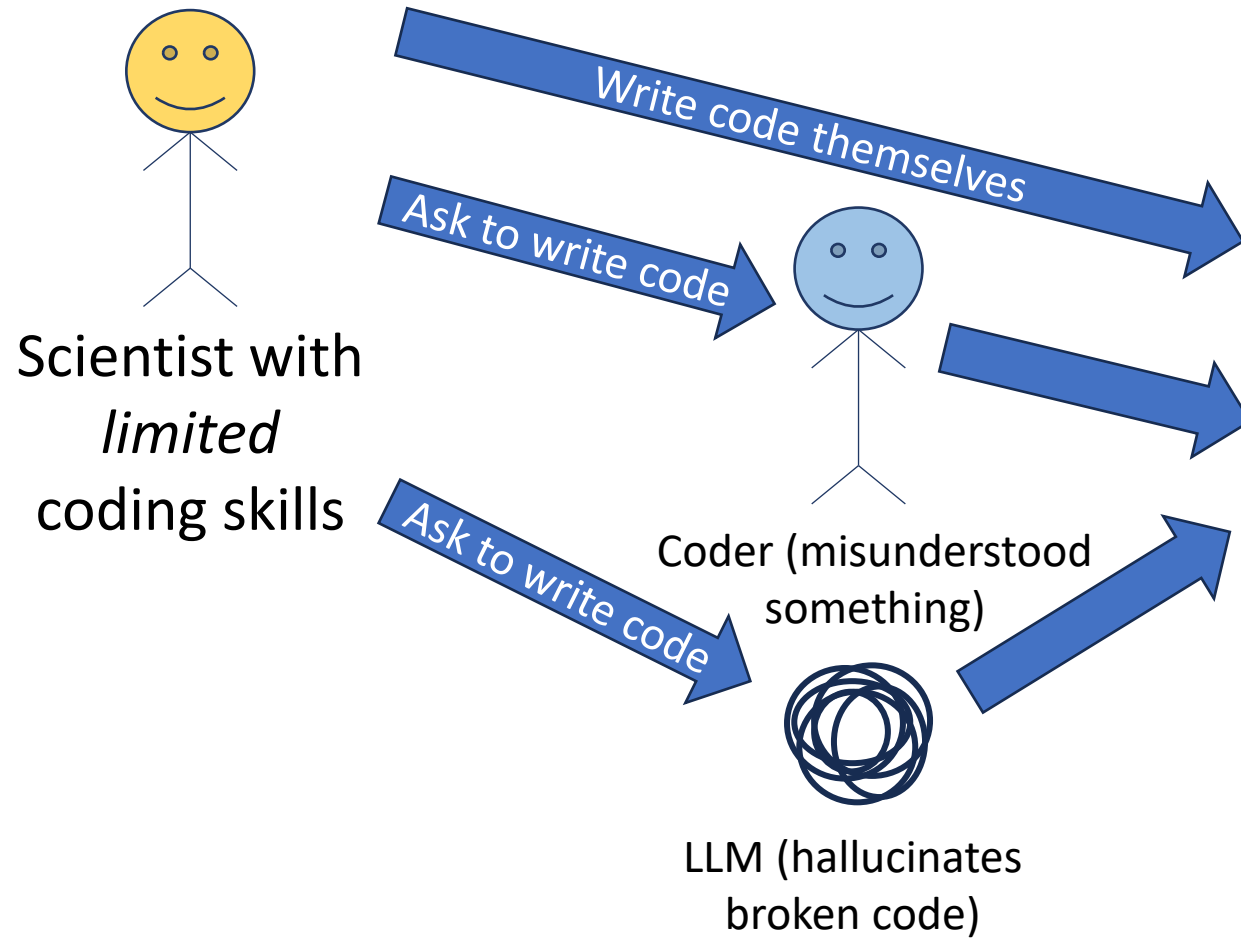 Write code themselves
Ask to write code
Scientist with
limited
coding skills
Ask to write code
Coder (misunderstood
something)
LLM (hallucinates
broken code)